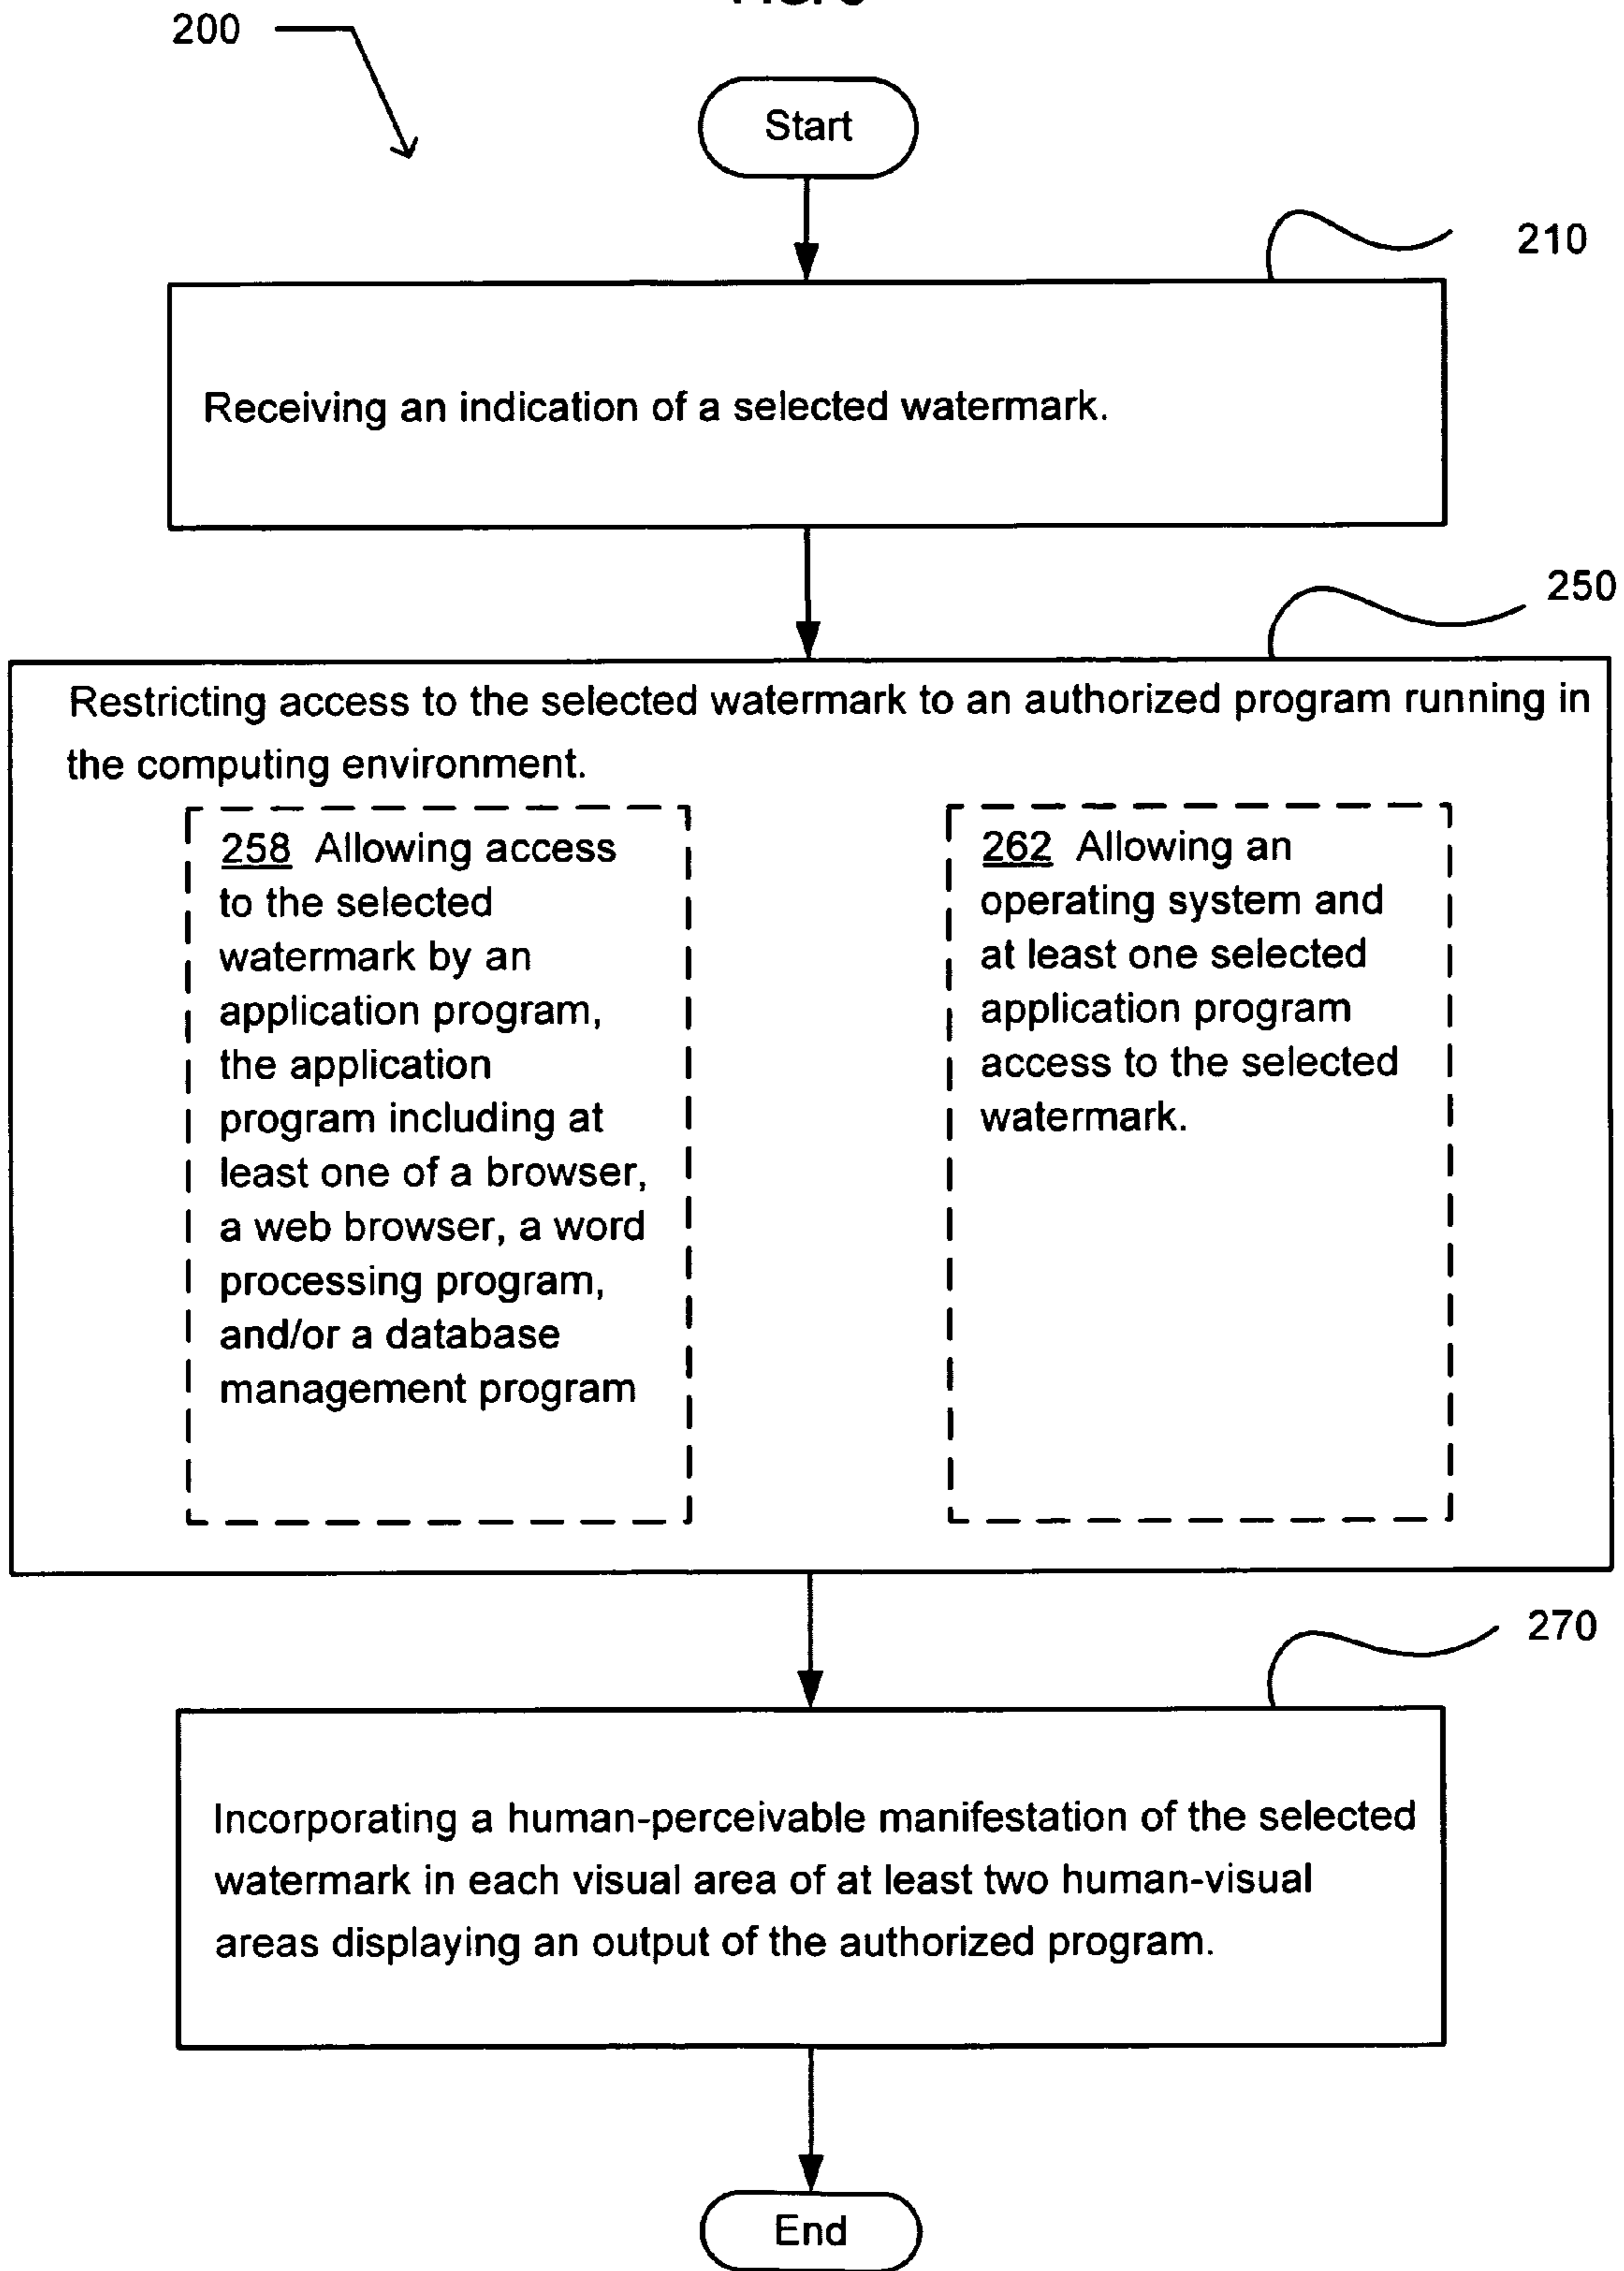 200
Start
210
Receiving an indication of a selected watermark.
250
Restricting access to the selected watermark to an authorized program running in
the computing environment.
258 Allowing access
to the selected
watermark by an
application program,
the application
program including at
least one of a browser,
a web browser, a word
processing program,
and/or a database
management program
262 Allowing an
operating system and
at least one selected
application program
access to the selected
watermark.
270
Incorporating a human-perceivable manifestation of the selected
watermark in each visual area of at least two human-visual
areas displaying an output of the authorized program.
End